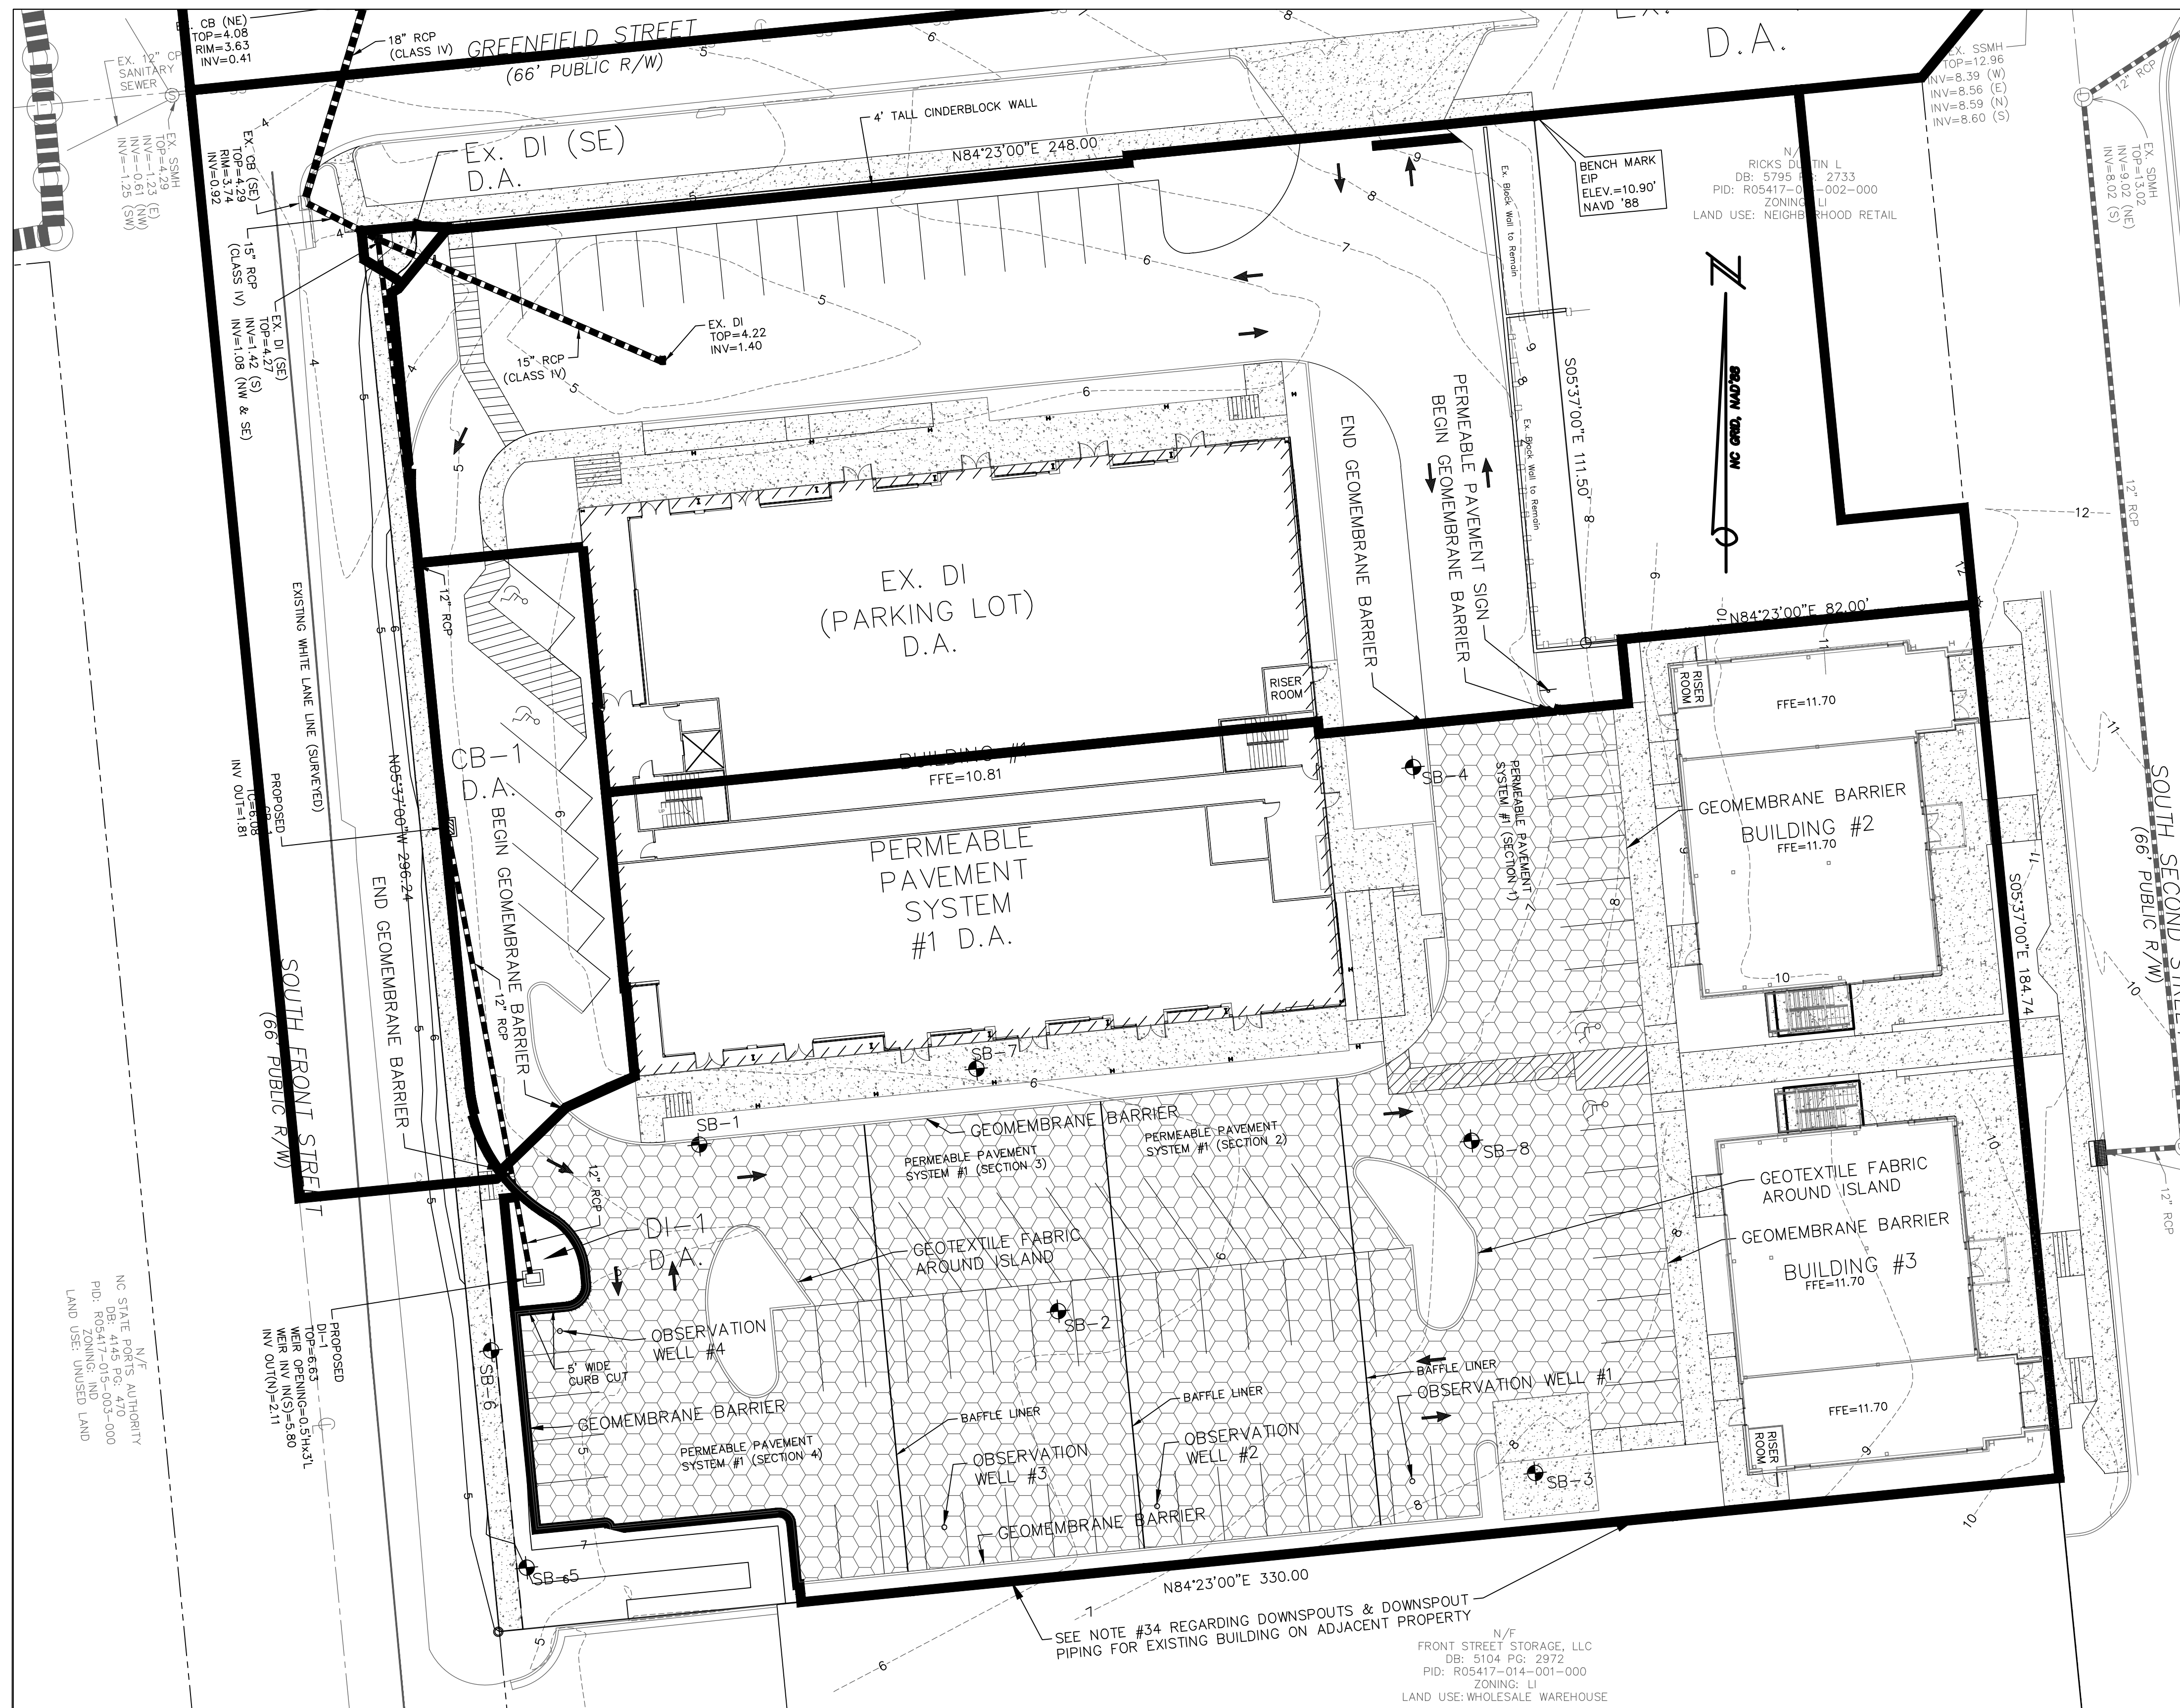 EX. CB (NE)
TOP=4.08
RIM=3.63
INV=0.41
18" RCP
(CLASS IV)
GREENFIELD STREET
(66' PUBLIC R/W)
D.A.
EX. 12" CP
SANITARY
SEWER
EX. SSMH
TOP=4.29
INV=-1.23 (E)
INV=-0.61 (NW)
INV=-1.25 (SW)
EX. CB (SE)
TOP=4.29
RIM=3.74
INV=0.92
EX. DI (SE)
D.A.
4' TALL CINDERBLOCK WALL
N84°23'00"E 248.00
BENCH MARK
EIP
ELEV.=10.90'
NAVD '88
RICKS DUSTIN L
DB: 5795 PG: 2733
ZONING: LI
LAND USE: NEIGHBORHOOD RETAIL
EX. SSMH
TOP=12.96
INV=8.39 (W)
INV=8.56 (E)
INV=8.59 (N)
INV=8.60 (S)
12" RCP
EX. SDMH
TOP=13.02
INV=9.02 (NE)
INV=8.02 (S)
15" RCP
(CLASS IV)
EX. DI (SE)
TOP=4.27
INV=1.42 (S)
INV=1.08 (NW & SE)
15" RCP
(CLASS IV)
EX. DI
TOP=4.22
INV=1.40
Ex. Block Wall to Remain
Ex. Block Wall to Remain
S05°37'00"E 111.50'
N
NC GRID, NAD'83
12" RCP
EXISTING WHITE LANE LINE (SURVEYED)
12" RCP
EX. DI
(PARKING LOT)
D.A.
RISER
ROOM
END GEOMEMBRANE BARRIER
PERMEABLE PAVEMENT SIGN
BEGIN GEOMEMBRANE BARRIER
N84°23'00"E 82.00'
RISER
ROOM
FFE=11.70
BUILDING #1
FFE=10.81
CB-1
D.A.
PROPOSED
CB-1
TC=6.08
INV OUT=1.81
N05°37'00"W 296.24
BEGIN GEOMEMBRANE BARRIER
END GEOMEMBRANE BARRIER
12" RCP
PERMEABLE
PAVEMENT
SYSTEM
#1 D.A.
SB-4
PERMEABLE PAVEMENT
SYSTEM #1 (SECTION 1)
GEOMEMBRANE BARRIER
BUILDING #2
FFE=11.70
S05°37'00"E 184.74
SOUTH SECOND STREET
(66' PUBLIC R/W)
SOUTH FRONT STREET
(66' PUBLIC R/W)
SB-7
SB-1
GEOMEMBRANE BARRIER
PERMEABLE PAVEMENT
SYSTEM #1 (SECTION 3)
PERMEABLE PAVEMENT
SYSTEM #1 (SECTION 2)
SB-8
GEOTEXTILE FABRIC
AROUND ISLAND
GEOMEMBRANE BARRIER
BUILDING #3
FFE=11.70
12" RCP
12" RCP
DI-1
D.A.
GEOTEXTILE FABRIC
AROUND ISLAND
SB-2
OBSERVATION
WELL #4
5' WIDE
CURB CUT
SB-6
PROPOSED
DI-1
TOP=6.63
WEIR OPENING=0.5'Hx3'L
WEIR INV IN(S)=5.80
INV OUT(N)=2.11
N/F
NC STATE PORTS AUTHORITY
DB: 4145 PG: 470
PID: R05417-015-003-000
ZONING: IND
LAND USE: UNUSED LAND
GEOMEMBRANE BARRIER
PERMEABLE PAVEMENT
SYSTEM #1 (SECTION 4)
BAFFLE LINER
BAFFLE LINER
BAFFLE LINER
OBSERVATION WELL #1
OBSERVATION
WELL #2
OBSERVATION
WELL #3
SB-3
FFE=11.70
RISER
ROOM
GEOMEMBRANE BARRIER
SB-5
N84°23'00"E 330.00
SEE NOTE #34 REGARDING DOWNSPOUTS & DOWNSPOUT
PIPING FOR EXISTING BUILDING ON ADJACENT PROPERTY
N/F
FRONT STREET STORAGE, LLC
DB: 5104 PG: 2972
PID: R05417-014-001-000
ZONING: LI
LAND USE: WHOLESALE WAREHOUSE